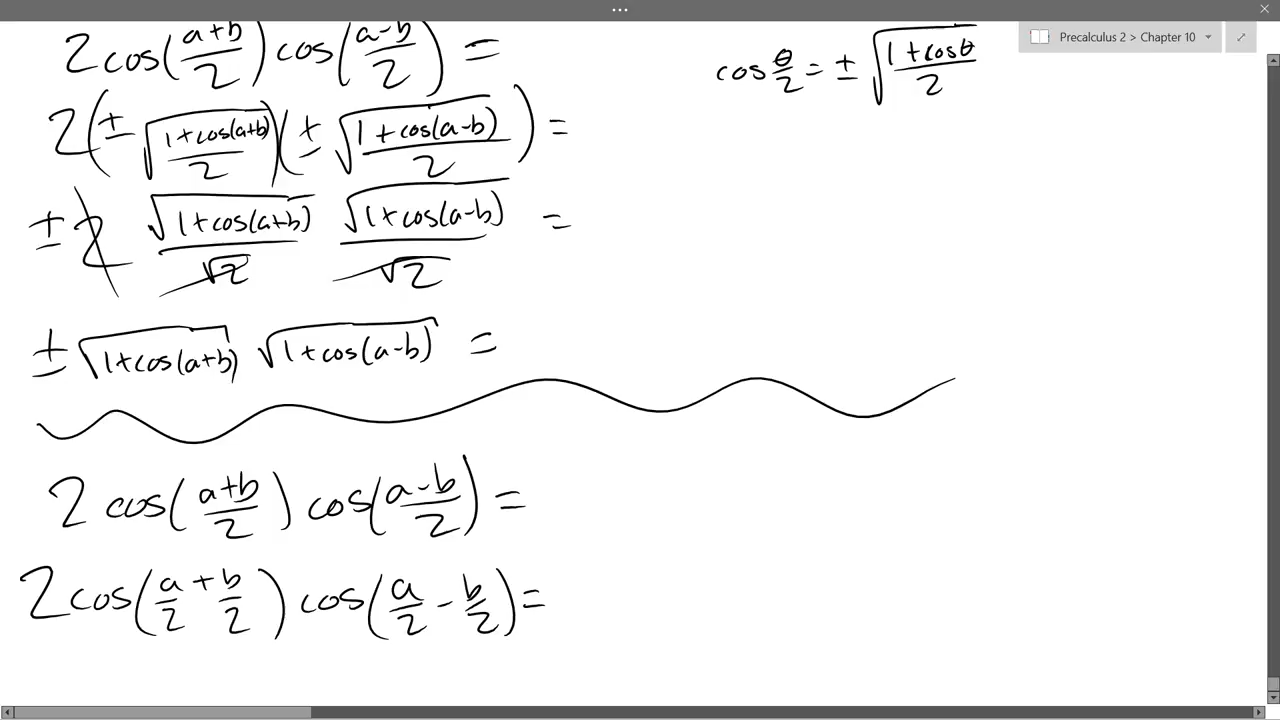 2cos((a+b)/2)cos((a-b)/2) =
cos θ/2 = ± √((1+cosθ)/2)
Precalculus 2 > Chapter 10
2(± √((1+cos(a+b))/2)(± √((1+cos(a-b))/2)) =
± 2 √(1+cos(a+b))/√2 √(1+cos(a-b))/√2 =
± √(1+cos(a+b)) √(1+cos(a-b)) =
2 cos((a+b)/2) cos((a-b)/2) =
2cos(a/2 + b/2) cos(a/2 - b/2) =